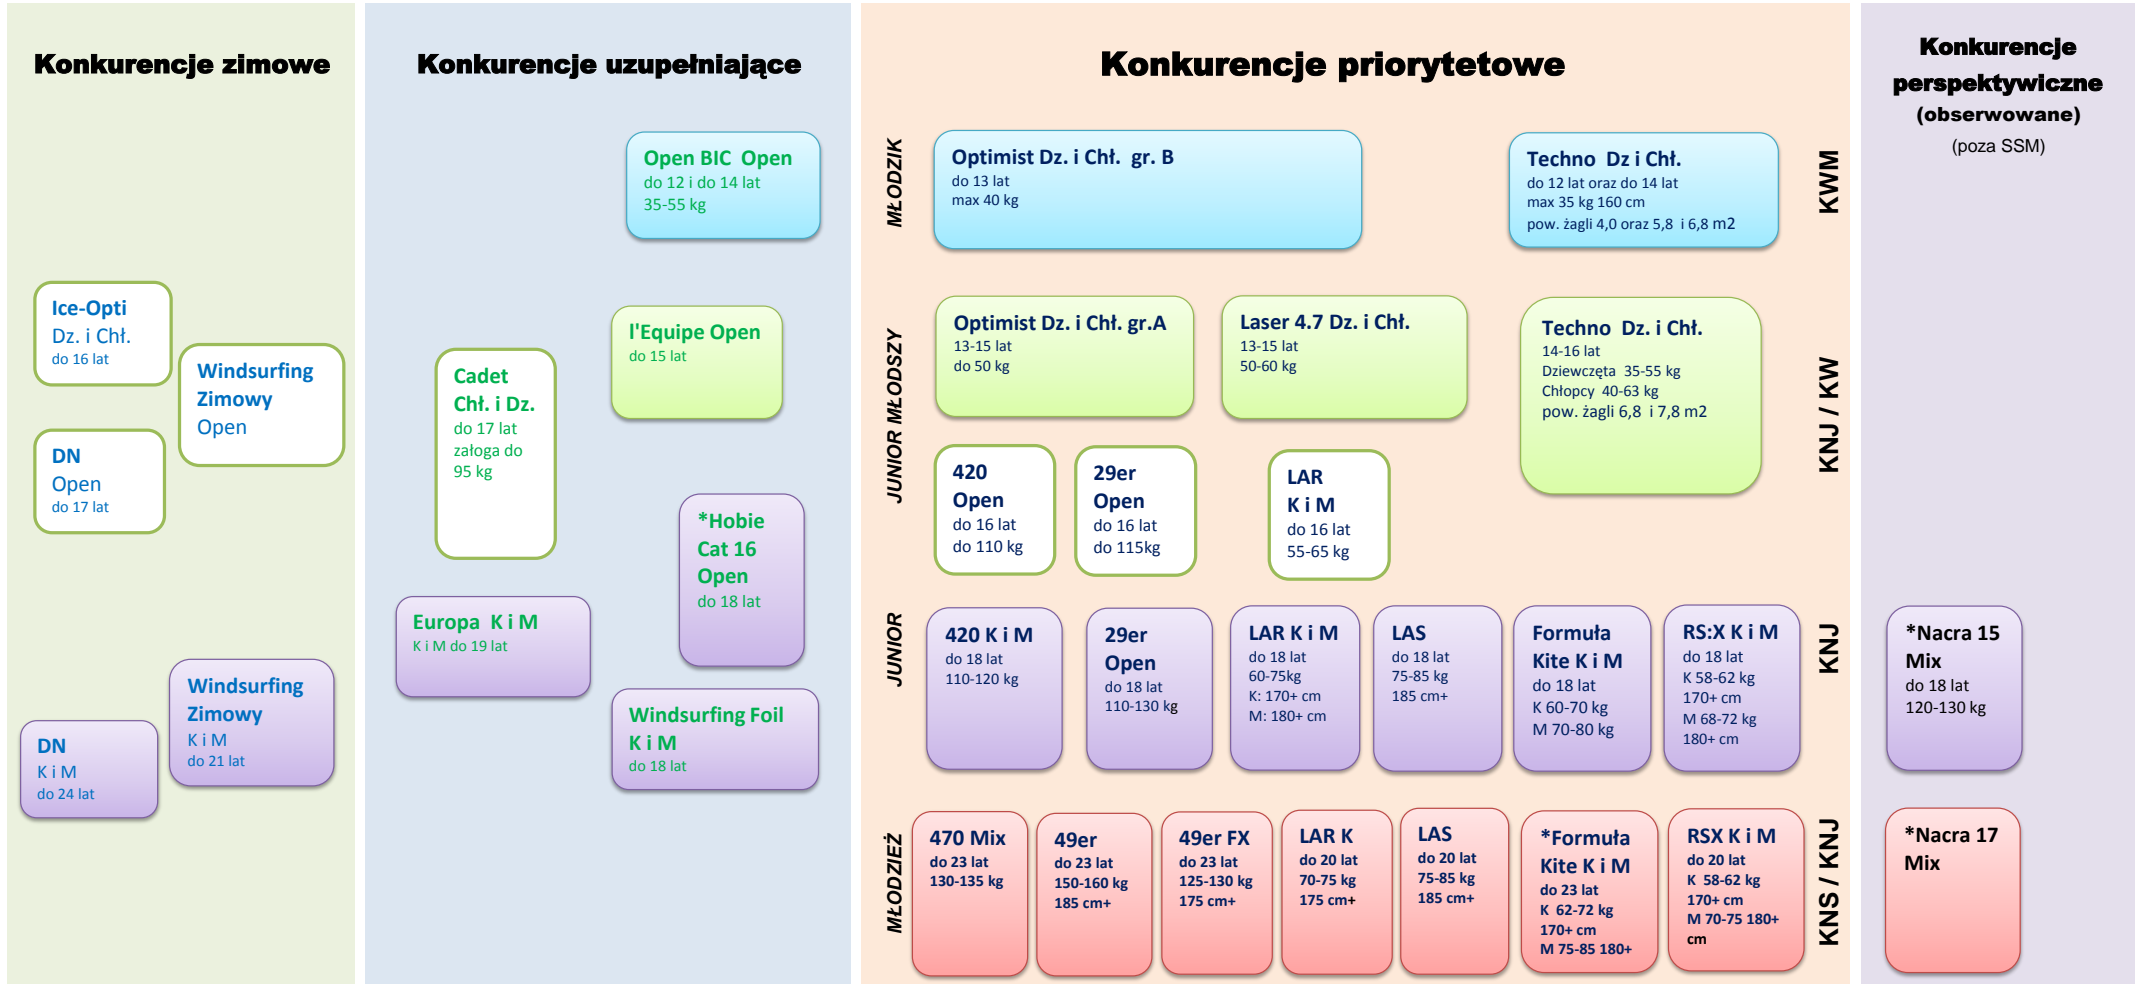 Konkurencje zimowe
Ice-Opti
Dz. i Chł.
do 16 lat
Windsurfing
Zimowy
Open
DN
Open
do 17 lat
Windsurfing
Zimowy
K i M
do 21 lat
DN
K i M
do 24 lat
Konkurencje uzupełniające
Open BIC Open
do 12 i do 14 lat
35-55 kg
l'Equipe Open
do 15 lat
Cadet
Chł. i Dz.
do 17 lat
załoga do
95 kg
*Hobie
Cat 16
Open
do 18 lat
Europa K i M
K i M do 19 lat
Windsurfing Foil
K i M
do 18 lat
Konkurencje priorytetowe
MŁODZIK
Optimist Dz. i Chł. gr. B
do 13 lat
max 40 kg
Techno Dz i Chł.
do 12 lat oraz do 14 lat
max 35 kg 160 cm
pow. żagli 4,0 oraz 5,8 i 6,8 m2
KWM
JUNIOR MŁODSZY
Optimist Dz. i Chł. gr.A
13-15 lat
do 50 kg
Laser 4.7 Dz. i Chł.
13-15 lat
50-60 kg
Techno Dz. i Chł.
14-16 lat
Dziewczęta 35-55 kg
Chłopcy 40-63 kg
pow. żagli 6,8 i 7,8 m2
420
Open
do 16 lat
do 110 kg
29er
Open
do 16 lat
do 115kg
LAR
K i M
do 16 lat
55-65 kg
KNJ / KW
JUNIOR
420 K i M
do 18 lat
110-120 kg
29er
Open
do 18 lat
110-130 kg
LAR K i M
do 18 lat
60-75kg
K: 170+ cm
M: 180+ cm
LAS
do 18 lat
75-85 kg
185 cm+
Formuła
Kite K i M
do 18 lat
K 60-70 kg
M 70-80 kg
RS:X K i M
do 18 lat
K 58-62 kg
170+ cm
M 68-72 kg
180+ cm
KNJ
MŁODZIEŻ
470 Mix
do 23 lat
130-135 kg
49er
do 23 lat
150-160 kg
185 cm+
49er FX
do 23 lat
125-130 kg
175 cm+
LAR K
do 20 lat
70-75 kg
175 cm+
LAS
do 20 lat
75-85 kg
185 cm+
*Formuła
Kite K i M
do 23 lat
K 62-72 kg
170+ cm
M 75-85 180+
RSX K i M
do 20 lat
K 58-62 kg
170+ cm
M 70-75 180+
cm
KNS / KNJ
Konkurencje
perspektywiczne
(obserwowane)
(poza SSM)
*Nacra 15
Mix
do 18 lat
120-130 kg
*Nacra 17
Mix